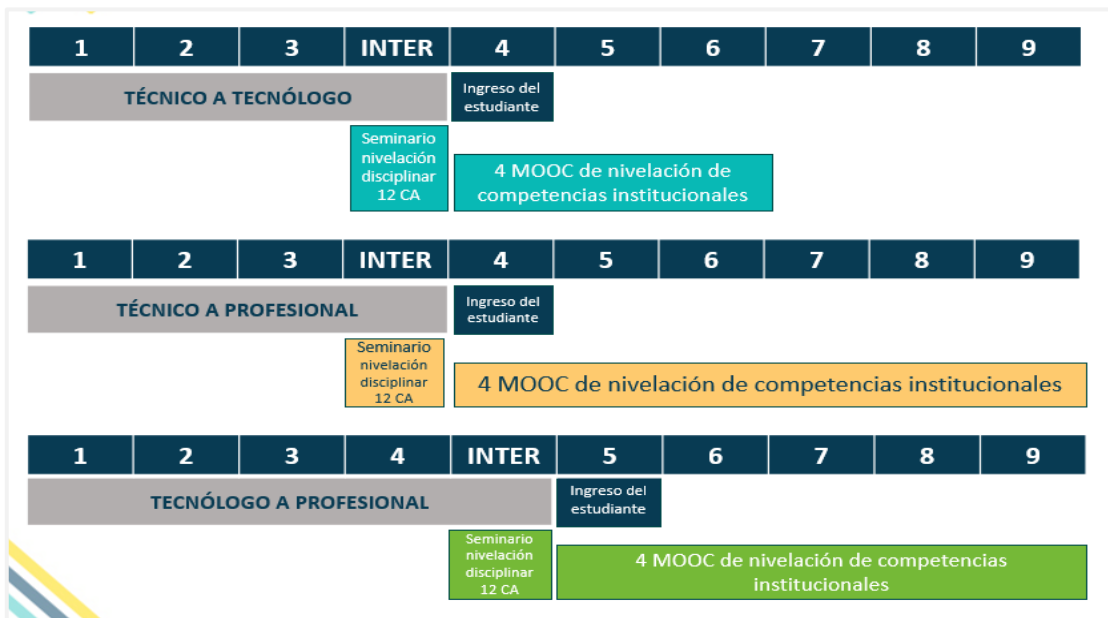 1 2 3 INTER 4 5 6 7 8 9
TÉCNICO A TECNÓLOGO
Ingreso del
estudiante
Seminario
nivelación
disciplinar
12 CA
4 MOOC de nivelación de
competencias institucionales
1 2 3 INTER 4 5 6 7 8 9
TÉCNICO A PROFESIONAL
Ingreso del
estudiante
Seminario
nivelación
disciplinar
12 CA
4 MOOC de nivelación de competencias institucionales
1 2 3 4 INTER 5 6 7 8 9
TECNÓLOGO A PROFESIONAL
Ingreso del
estudiante
Seminario
nivelación
disciplinar
12 CA
4 MOOC de nivelación de competencias
institucionales